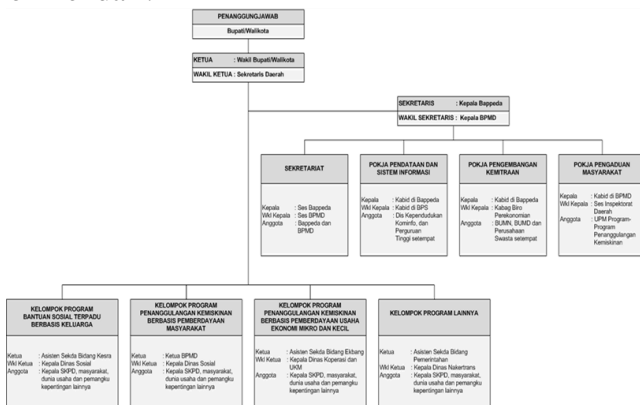 PENANGGUNGJAWAB
Bupati/Walikota
KETUA : Wakil Bupati/Walikota
WAKIL KETUA : Sekretaris Daerah
SEKRETARIS : Kepala Bappeda
WAKIL SEKRETARIS : Kepala BPMD
SEKRETARIAT
Kepala : Ses Bappeda
Wkl Kepala : Ses BPMD
Anggota : Bappeda dan
BPMD
POKJA PENDATAAN DAN
SISTEM INFORMASI
Kepala : Kabid di Bappeda
Wkl Kepala : Kabid di BPS
Anggota : Dis Kependudukan
Kominfo, dan
Perguruan
Tinggi setempat
POKJA PENGEMBANGAN
KEMITRAAN
Kepala : Kabid di Bappeda
Wkl Kepala : Kabag Biro
Perekonomian
Anggota : BUMN, BUMD dan
Perusahaan
Swasta setempat
POKJA PENGADUAN
MASYARAKAT
Kepala : Kabid di BPMD
Wkl Kepala : Ses Inspektorat
Daerah
Anggota : UPM Program-
Program
Penanggulangan
Kemiskinan
KELOMPOK PROGRAM
BANTUAN SOSIAL TERPADU
BERBASIS KELUARGA
Ketua : Asisten Sekda Bidang Kesra
Wkl Ketua : Kepala Dinas Sosial
Anggota : Kepala SKPD, masyarakat,
dunia usaha dan pemangku
kepentingan lainnya
KELOMPOK PROGRAM
PENANGGULANGAN KEMISKINAN
BERBASIS PEMBERDAYAAN
MASYARAKAT
Ketua : Ketua BPMD
Wkl Ketua : Kepala Dinas Sosial
Anggota : Kepala SKPD, masyarakat,
dunia usaha dan pemangku
kepentingan lainnya
KELOMPOK PROGRAM
PENANGGULANGAN KEMISKINAN
BERBASIS PEMBERDAYAAN USAHA
EKONOMI MIKRO DAN KECIL
Ketua : Asisten Sekda Bidang Ekbang
Wkl Ketua : Kepala Dinas Koperasi dan
UKM
Anggota : Kepala SKPD, masyarakat,
dunia usaha dan pemangku
kepentingan lainnya
KELOMPOK PROGRAM LAINNYA
Ketua : Asisten Sekda Bidang
Pemerintahan
Wkl Ketua : Kepala Dinas Nakertrans
Anggota : Kepala SKPD, masyarakat,
dunia usaha dan pemangku
kepentingan lainnya